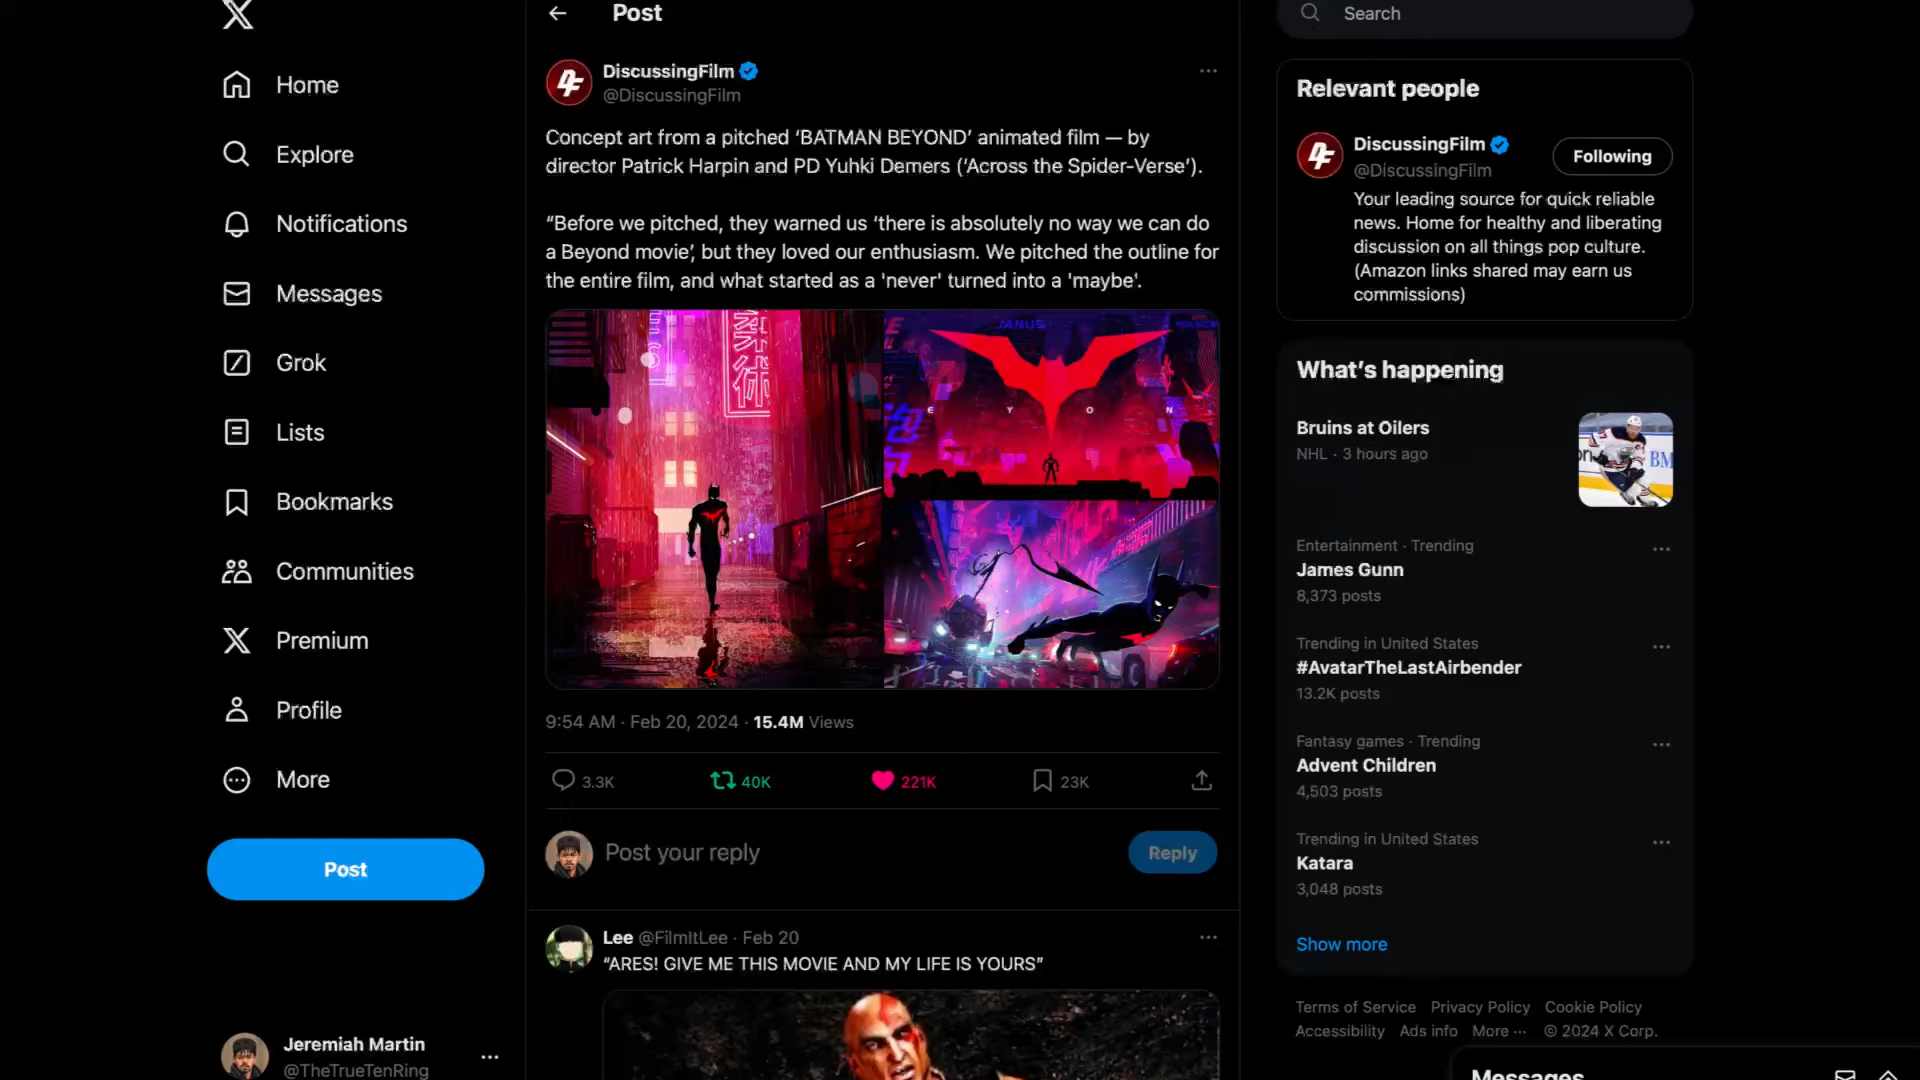 Home
Explore
Notifications
Messages
Grok
Lists
Bookmarks
Communities
Premium
Profile
More
Post
Jeremiah Martin
@TheTrueTenRing
Post
DiscussingFilm
@DiscussingFilm
Concept art from a pitched ‘BATMAN BEYOND’ animated film — by
director Patrick Harpin and PD Yuhki Demers (‘Across the Spider-Verse’).
“Before we pitched, they warned us ‘there is absolutely no way we can do
a Beyond movie’, but they loved our enthusiasm. We pitched the outline for
the entire film, and what started as a 'never' turned into a 'maybe'.
JANUS
E Y O N
9:54 AM · Feb 20, 2024 · 15.4M Views
3.3K 40K 221K 23K
Post your reply
Reply
Lee @FilmItLee · Feb 20
“ARES! GIVE ME THIS MOVIE AND MY LIFE IS YOURS”
Search
Relevant people
DiscussingFilm
@DiscussingFilm
Following
Your leading source for quick reliable
news. Home for healthy and liberating
discussion on all things pop culture.
(Amazon links shared may earn us
commissions)
What’s happening
Bruins at Oilers
NHL · 3 hours ago
BM
Entertainment · Trending
James Gunn
8,373 posts
Trending in United States
#AvatarTheLastAirbender
13.2K posts
Fantasy games · Trending
Advent Children
4,503 posts
Trending in United States
Katara
3,048 posts
Show more
Terms of Service Privacy Policy Cookie Policy
Accessibility Ads info More ··· © 2024 X Corp.
Messages